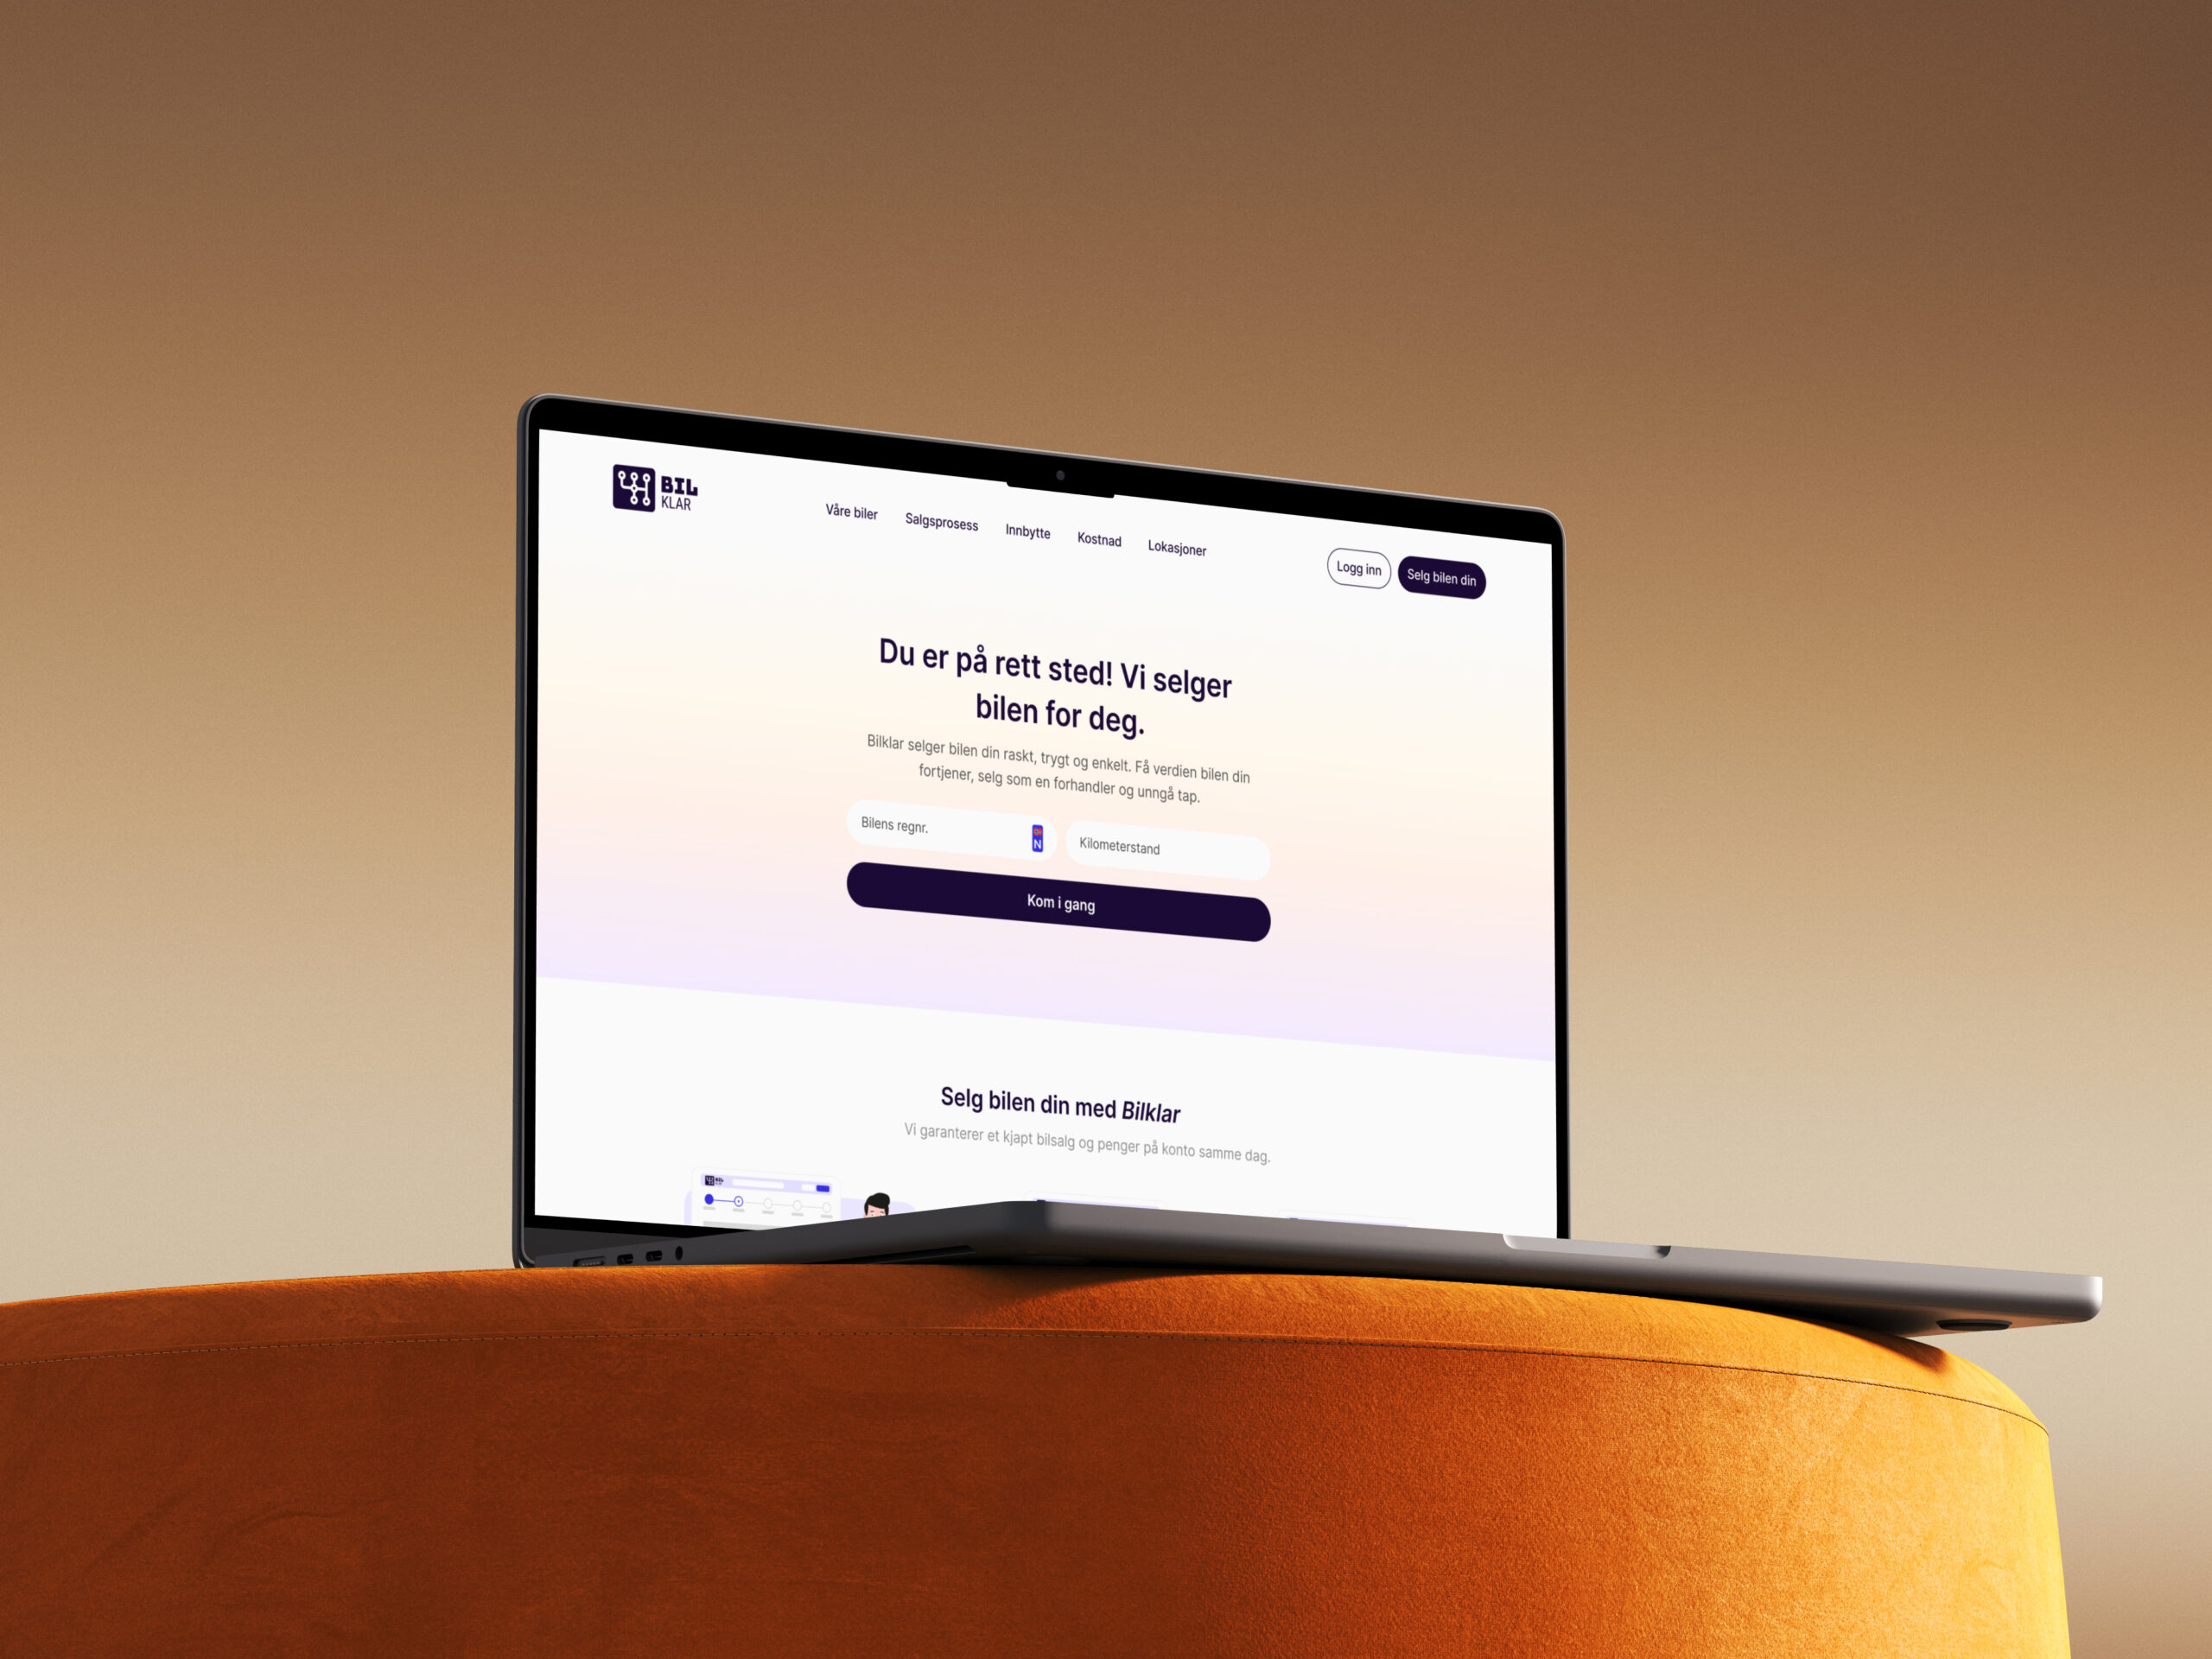 BIL
KLAR
Våre biler
Salgsprosess
Innbytte
Kostnad
Lokasjoner
Logg inn
Selg bilen din
Du er på rett sted! Vi selger
bilen for deg.
Bilklar selger bilen din raskt, trygt og enkelt. Få verdien bilen din
fortjener, selg som en forhandler og unngå tap.
Bilens regnr.
N
Kilometerstand
Kom i gang
Selg bilen din med Bilklar
Vi garanterer et kjapt bilsalg og penger på konto samme dag.